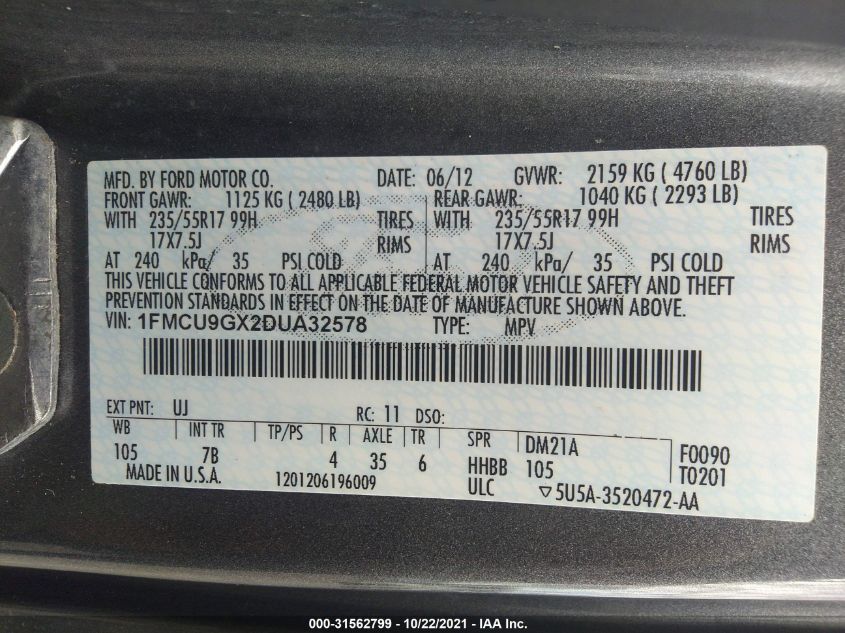 MFD. BY FORD MOTOR CO. DATE: 06/12 GVWR: 2159 KG ( 4760 LB)
FRONT GAWR: 1125 KG ( 2480 LB) REAR GAWR: 1040 KG ( 2293 LB)
WITH 235/55R17 99H TIRES WITH 235/55R17 99H TIRES
17X7.5J RIMS 17X7.5J RIMS
AT 240 kPa/ 35 PSI COLD AT 240 kPa/ 35 PSI COLD
THIS VEHICLE CONFORMS TO ALL APPLICABLE FEDERAL MOTOR VEHICLE SAFETY AND THEFT
PREVENTION STANDARDS IN EFFECT ON THE DATE OF MANUFACTURE SHOWN ABOVE.
VIN: 1FMCU9GX2DUA32578 TYPE: MPV
EXT PNT: UJ RC: 11 DSO:
WB INT TR TP/PS R AXLE TR SPR DM21A F0090
105 7B 4 35 6 HHBB 105 T0201
MADE IN U.S.A. 1201206196009 ULC ▽5U5A-3520472-AA
000-31562799 - 10/22/2021 - IAA Inc.